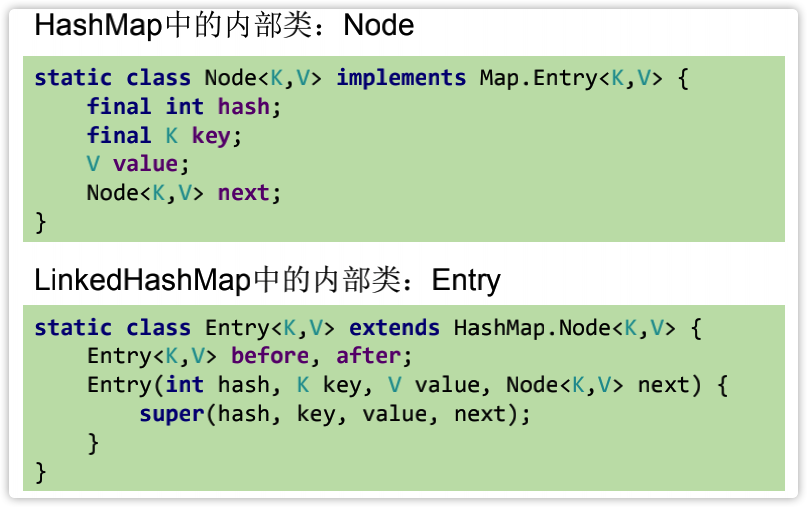 HashMap中的内部类：Node
static class Node<K,V> implements Map.Entry<K,V> {
    final int hash;
    final K key;
    V value;
    Node<K,V> next;
}
LinkedHashMap中的内部类：Entry
static class Entry<K,V> extends HashMap.Node<K,V> {
    Entry<K,V> before, after;
    Entry(int hash, K key, V value, Node<K,V> next) {
        super(hash, key, value, next);
    }
}